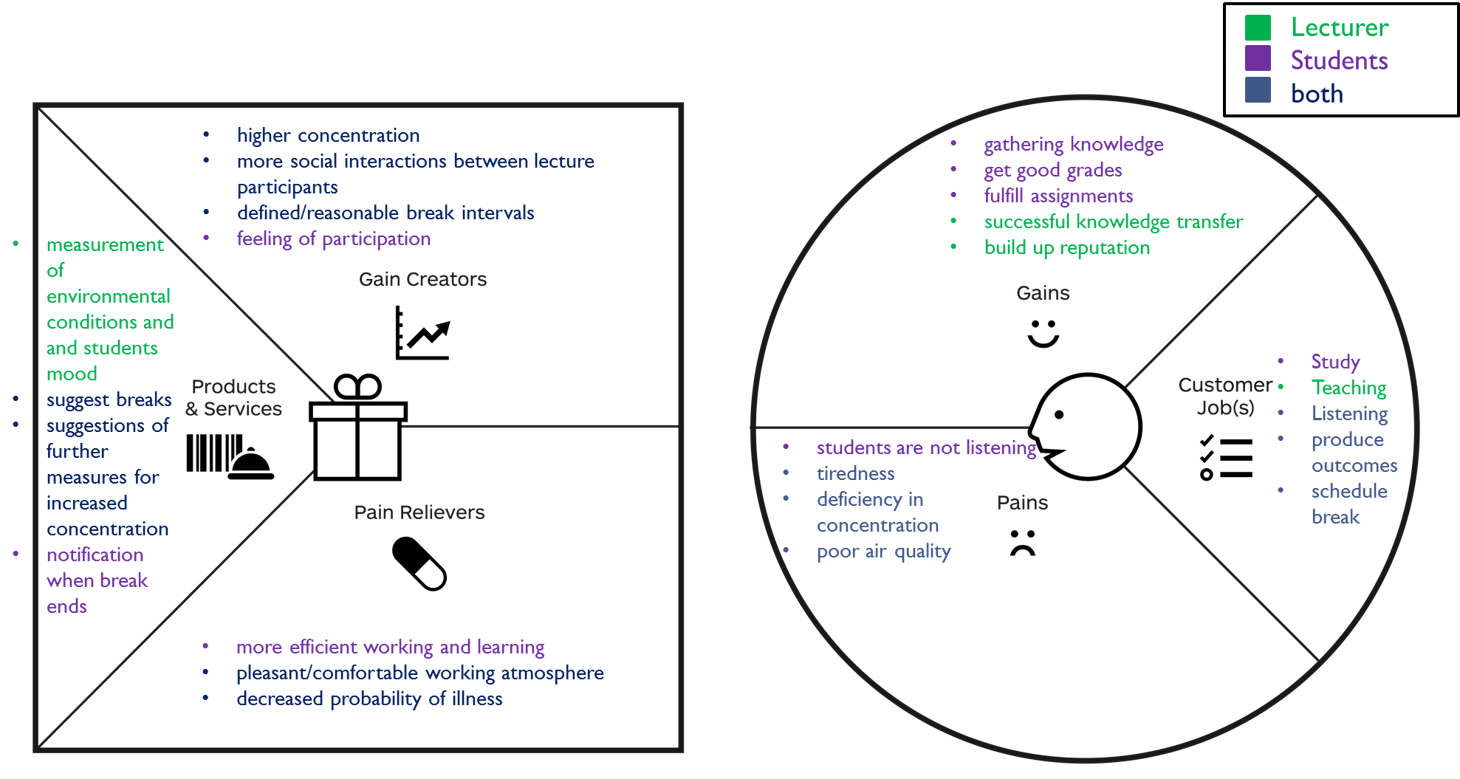 Lecturer
Students
both
• higher concentration
• more social interactions between lecture
participants
• defined/reasonable break intervals
• feeling of participation
Gain Creators
• measurement
of
environmental
conditions and
and students
mood
• suggest breaks
• suggestions of
further
measures for
increased
concentration
• notification
when break
ends
Products
& Services
Pain Relievers
• more efficient working and learning
• pleasant/comfortable working atmosphere
• decreased probability of illness
• gathering knowledge
• get good grades
• fulfill assignments
• successful knowledge transfer
• build up reputation
Gains
Customer
Job(s)
• Study
• Teaching
• Listening
• produce
outcomes
• schedule
break
• students are not listening
• tiredness
• deficiency in
concentration
• poor air quality
Pains